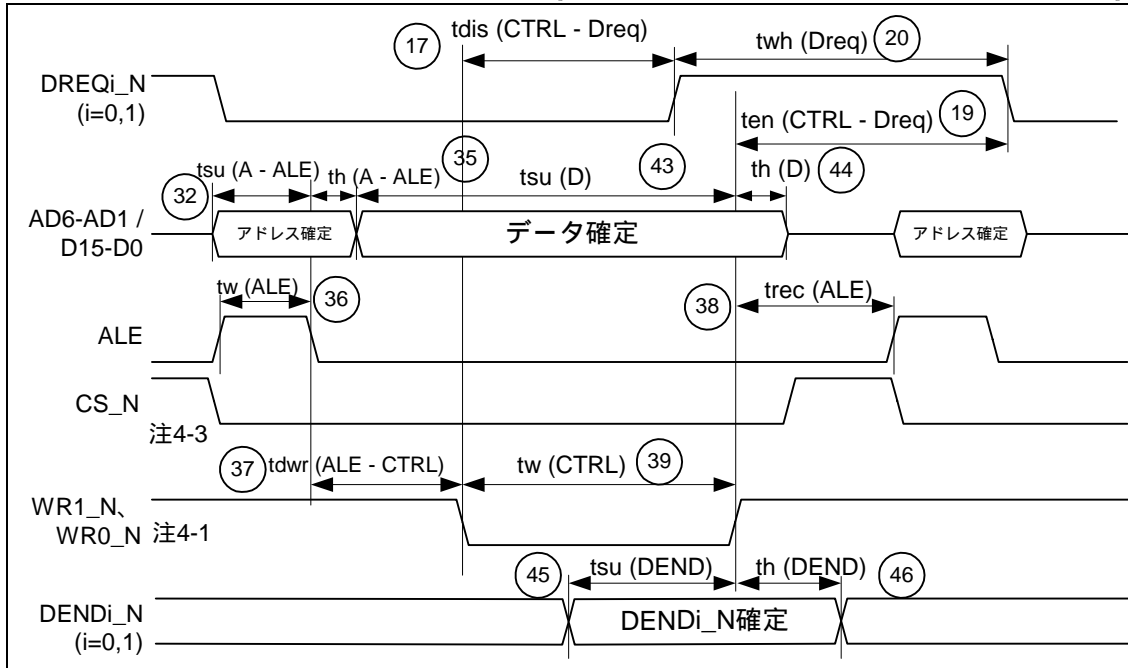 tdis (CTRL - Dreq)
17
twh (Dreq)
20
DREQi_N
(i=0,1)
ten (CTRL - Dreq)
19
tsu (A - ALE)
32
th (A - ALE)
35
tsu (D)
43
th (D)
44
AD6-AD1 /
D15-D0
アドレス確定
データ確定
アドレス確定
tw (ALE)
36
38
trec (ALE)
ALE
CS_N
注4-3
37
tdwr (ALE - CTRL)
tw (CTRL)
39
WR1_N、
WR0_N
注4-1
45
tsu (DEND)
th (DEND)
46
DENDi_N
(i=0,1)
DENDi_N確定